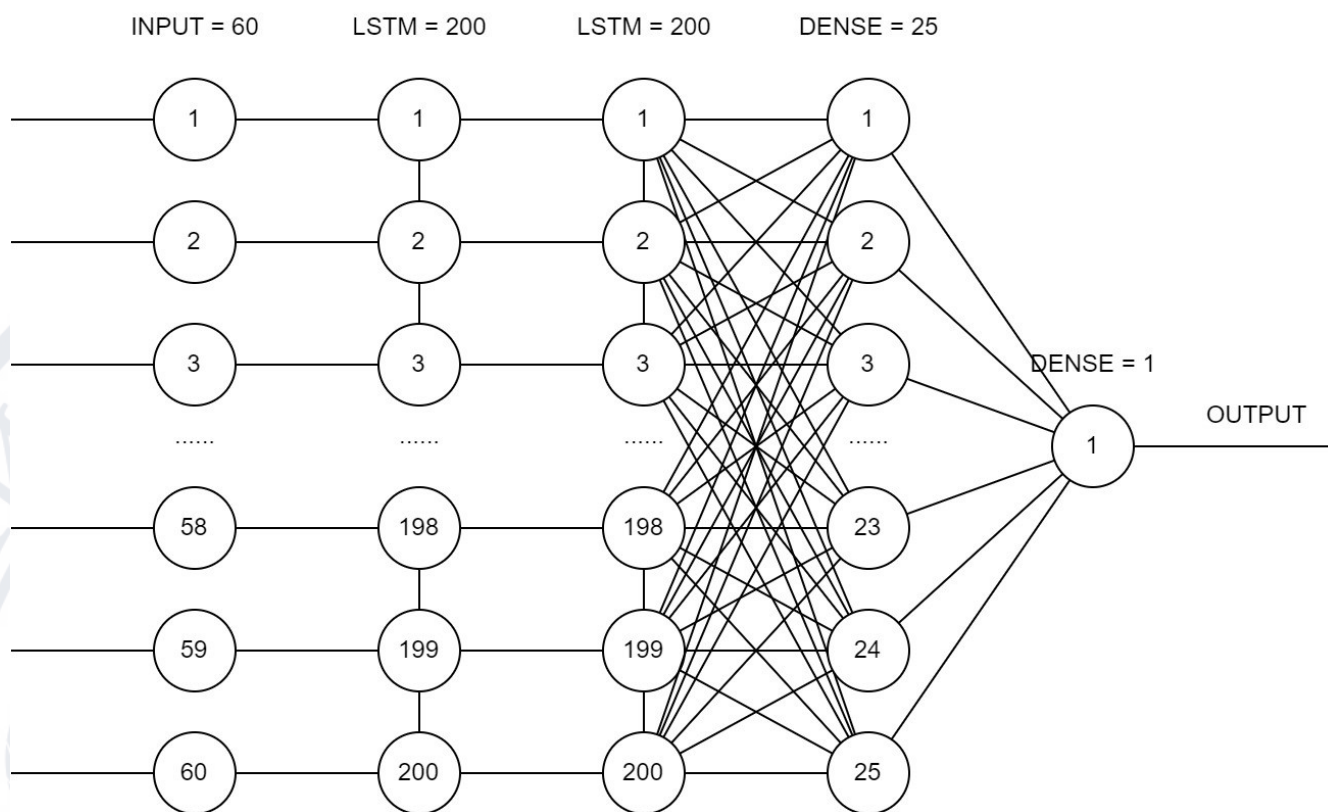 INPUT = 60 LSTM = 200 LSTM = 200 DENSE = 25
1 1 1 1
2 2 2 2
3 3 3 3
DENSE = 1
OUTPUT
...... ...... ...... ......
1
58 198 198 23
59 199 199 24
60 200 200 25